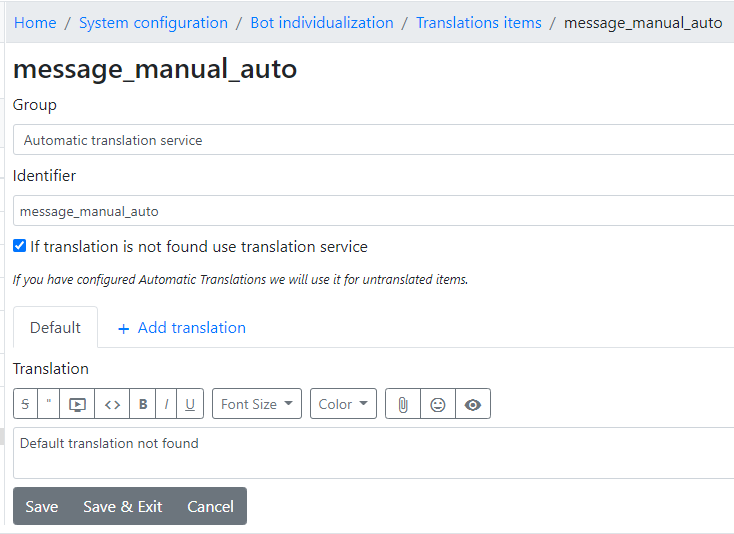 Home / System configuration / Bot individualization / Translations items / message_manual_auto
message_manual_auto
Group
Automatic translation service
Identifier
message_manual_auto
If translation is not found use translation service
If you have configured Automatic Translations we will use it for untranslated items.
Default + Add translation
Translation
S " <> B I U Font Size Color
Default translation not found
Save Save & Exit Cancel